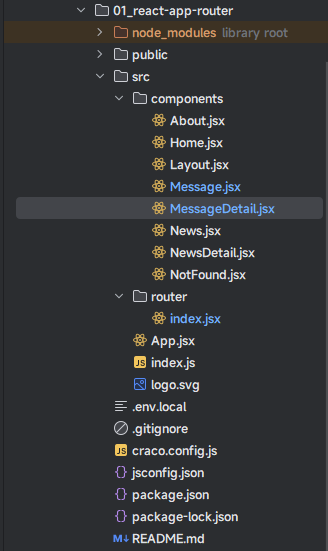 01_react-app-router
node_modules library root
public
src
components
About.jsx
Home.jsx
Layout.jsx
Message.jsx
MessageDetail.jsx
News.jsx
NewsDetail.jsx
NotFound.jsx
router
index.jsx
App.jsx
JS index.js
logo.svg
.env.local
.gitignore
JS craco.config.js
jsconfig.json
package.json
package-lock.json
M↓ README.md